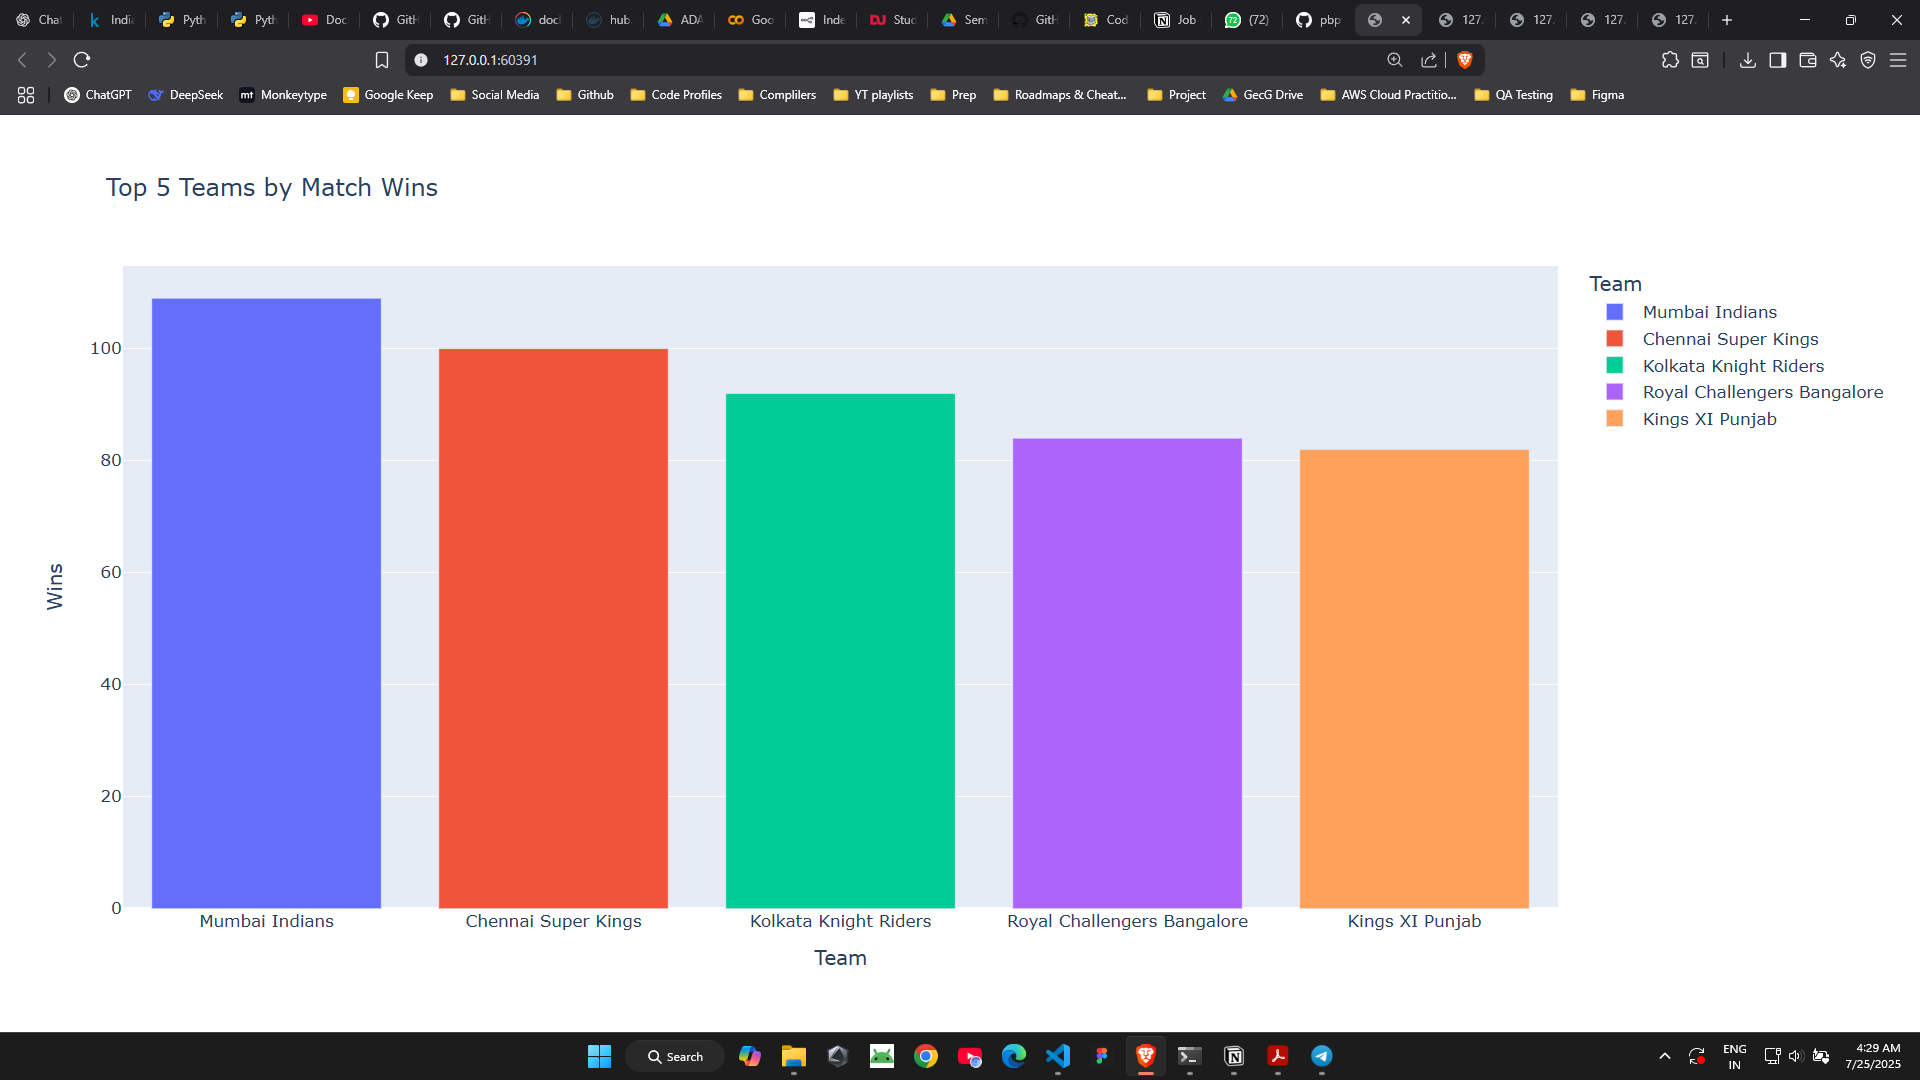 Chat India Pyth Pyth Doc GitH GitH doc hub. ADA Goo Inde Stud Sem GitH Cod Job (72) pbp 127. 127. 127. 127.
127.0.0.1:60391
ChatGPT DeepSeek mt Monkeytype Google Keep Social Media Github Code Profiles Complilers YT playlists Prep Roadmaps & Cheat... Project GecG Drive AWS Cloud Practitio... QA Testing Figma
Top 5 Teams by Match Wins
Team
Mumbai Indians
Chennai Super Kings
Kolkata Knight Riders
Royal Challengers Bangalore
Kings XI Punjab
100
80
60
40
20
0
Wins
Mumbai Indians Chennai Super Kings Kolkata Knight Riders Royal Challengers Bangalore Kings XI Punjab
Team
Search
ENG
IN
4:29 AM
7/25/2025